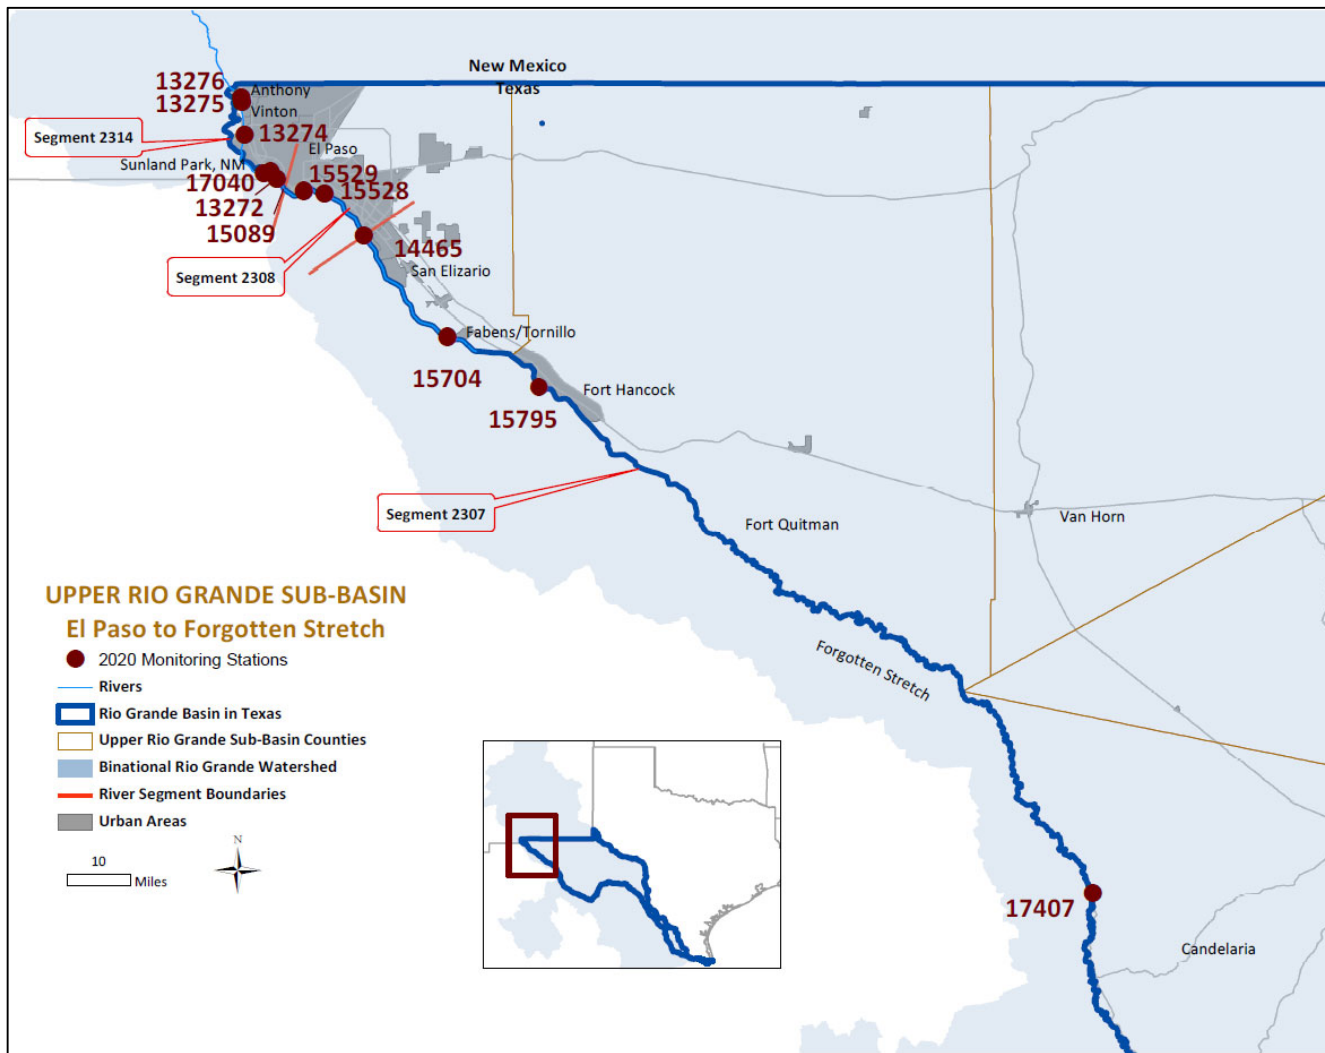 New Mexico
Texas
13276
Anthony
13275
Vinton
Segment 2314
13274
El Paso
Sunland Park, NM
15529
17040
15528
13272
15089
14465
Segment 2308
San Elizario
Fabens/Tornillo
15704
Fort Hancock
15795
Segment 2307
Fort Quitman
Van Horn
Forgotten Stretch
UPPER RIO GRANDE SUB-BASIN
El Paso to Forgotten Stretch
2020 Monitoring Stations
Rivers
Rio Grande Basin in Texas
Upper Rio Grande Sub-Basin Counties
Binational Rio Grande Watershed
River Segment Boundaries
Urban Areas
N
10
Miles
17407
Candelaria